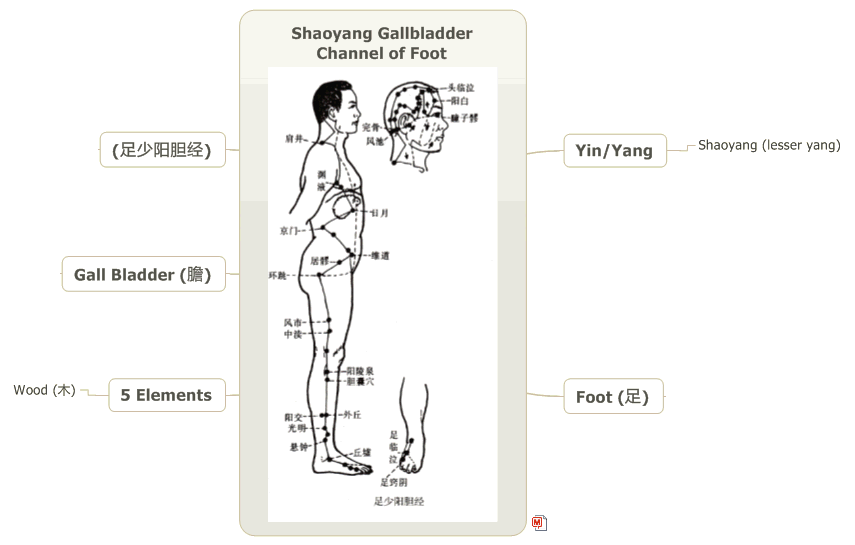 Shaoyang Gallbladder
Channel of Foot
(足少阳胆经)
Gall Bladder (膽)
5 Elements
Wood (木)
Yin/Yang
Shaoyang (lesser yang)
Foot (足)
头临泣
阳白
瞳子髎
完骨
风池
肩井
渊
液
日月
京门
维道
居髎
环跳
风市
中渎
阳陵泉
胆囊穴
阳交
外丘
光明
悬钟
丘墟
足
临
泣
足窍阴
足少阳胆经
M